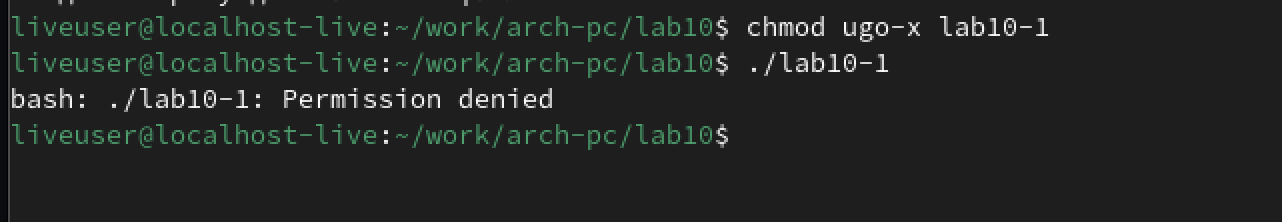 liveuser@localhost-live:~/work/arch-pc/lab10$ chmod ugo-x lab10-1
liveuser@localhost-live:~/work/arch-pc/lab10$ ./lab10-1
bash: ./lab10-1: Permission denied
liveuser@localhost-live:~/work/arch-pc/lab10$